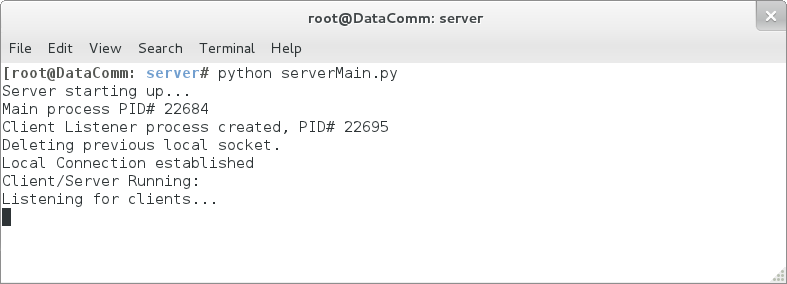 root@DataComm: server
File Edit View Search Terminal Help
[root@DataComm: server# python serverMain.py
Server starting up...
Main process PID# 22684
Client Listener process created, PID# 22695
Deleting previous local socket.
Local Connection established
Client/Server Running:
Listening for clients...